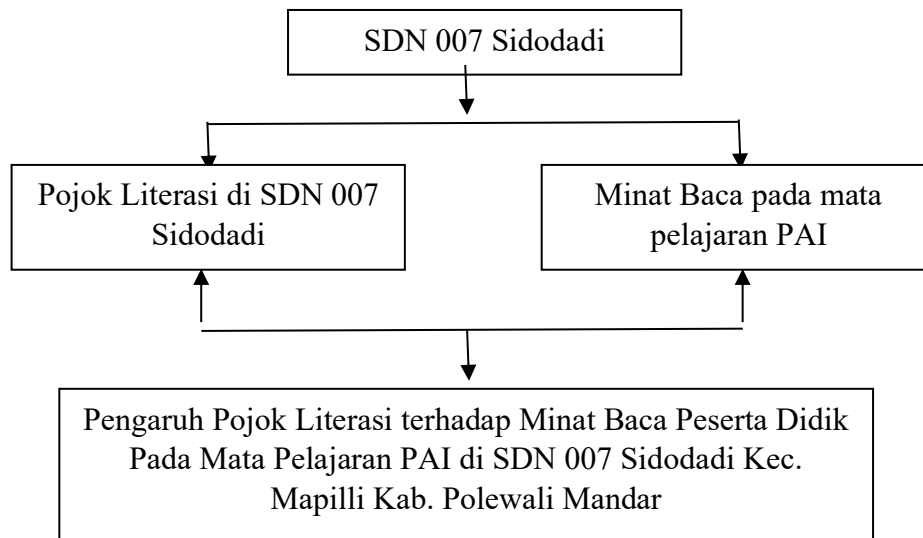 SDN 007 Sidodadi
Pojok Literasi di SDN 007
Sidodadi
Minat Baca pada mata
pelajaran PAI
Pengaruh Pojok Literasi terhadap Minat Baca Peserta Didik
Pada Mata Pelajaran PAI di SDN 007 Sidodadi Kec.
Mapilli Kab. Polewali Mandar